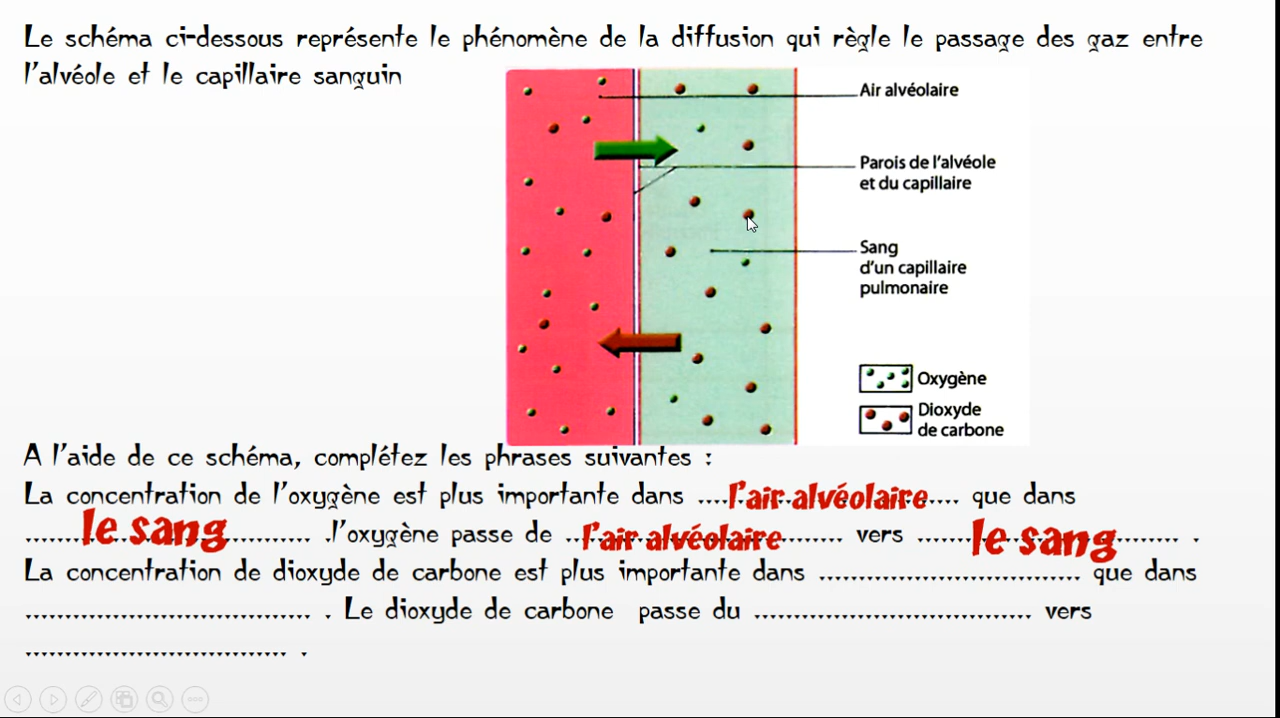 Le schéma ci-dessous représente le phénomène de la diffusion qui règle le passage des gaz entre
l'alvéole et le capillaire sanguin
Air alvéolaire
Parois de l'alvéole
et du capillaire
Sang
d'un capillaire
pulmonaire
Oxygène
Dioxyde
de carbone
A l'aide de ce schéma, complétez les phrases suivantes :
La concentration de l'oxygène est plus importante dans ....l'air alvéolaire.... que dans
........le sang........ .l'oxygène passe de ..l'air alvéolaire........ vers ........le sang........ .
La concentration de dioxyde de carbone est plus importante dans ................................. que dans
..................................... . Le dioxyde de carbone passe du ................................... vers
................................. .